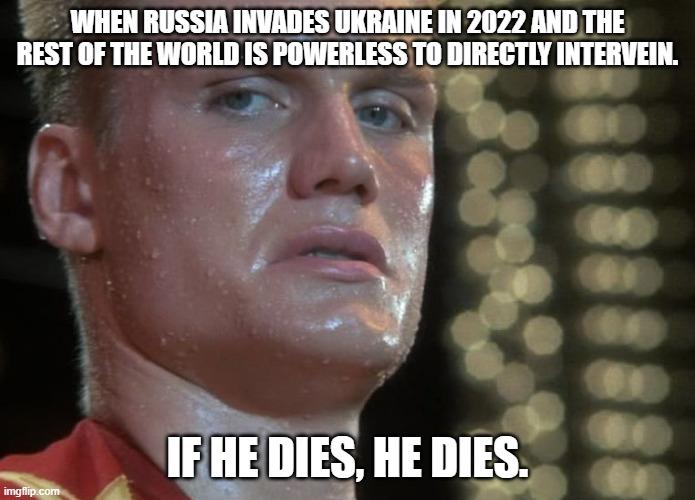 WHEN RUSSIA INVADES UKRAINE IN 2022 AND THE
REST OF THE WORLD IS POWERLESS TO DIRECTLY INTERVEIN.
IF HE DIES, HE DIES.
imgflip.com